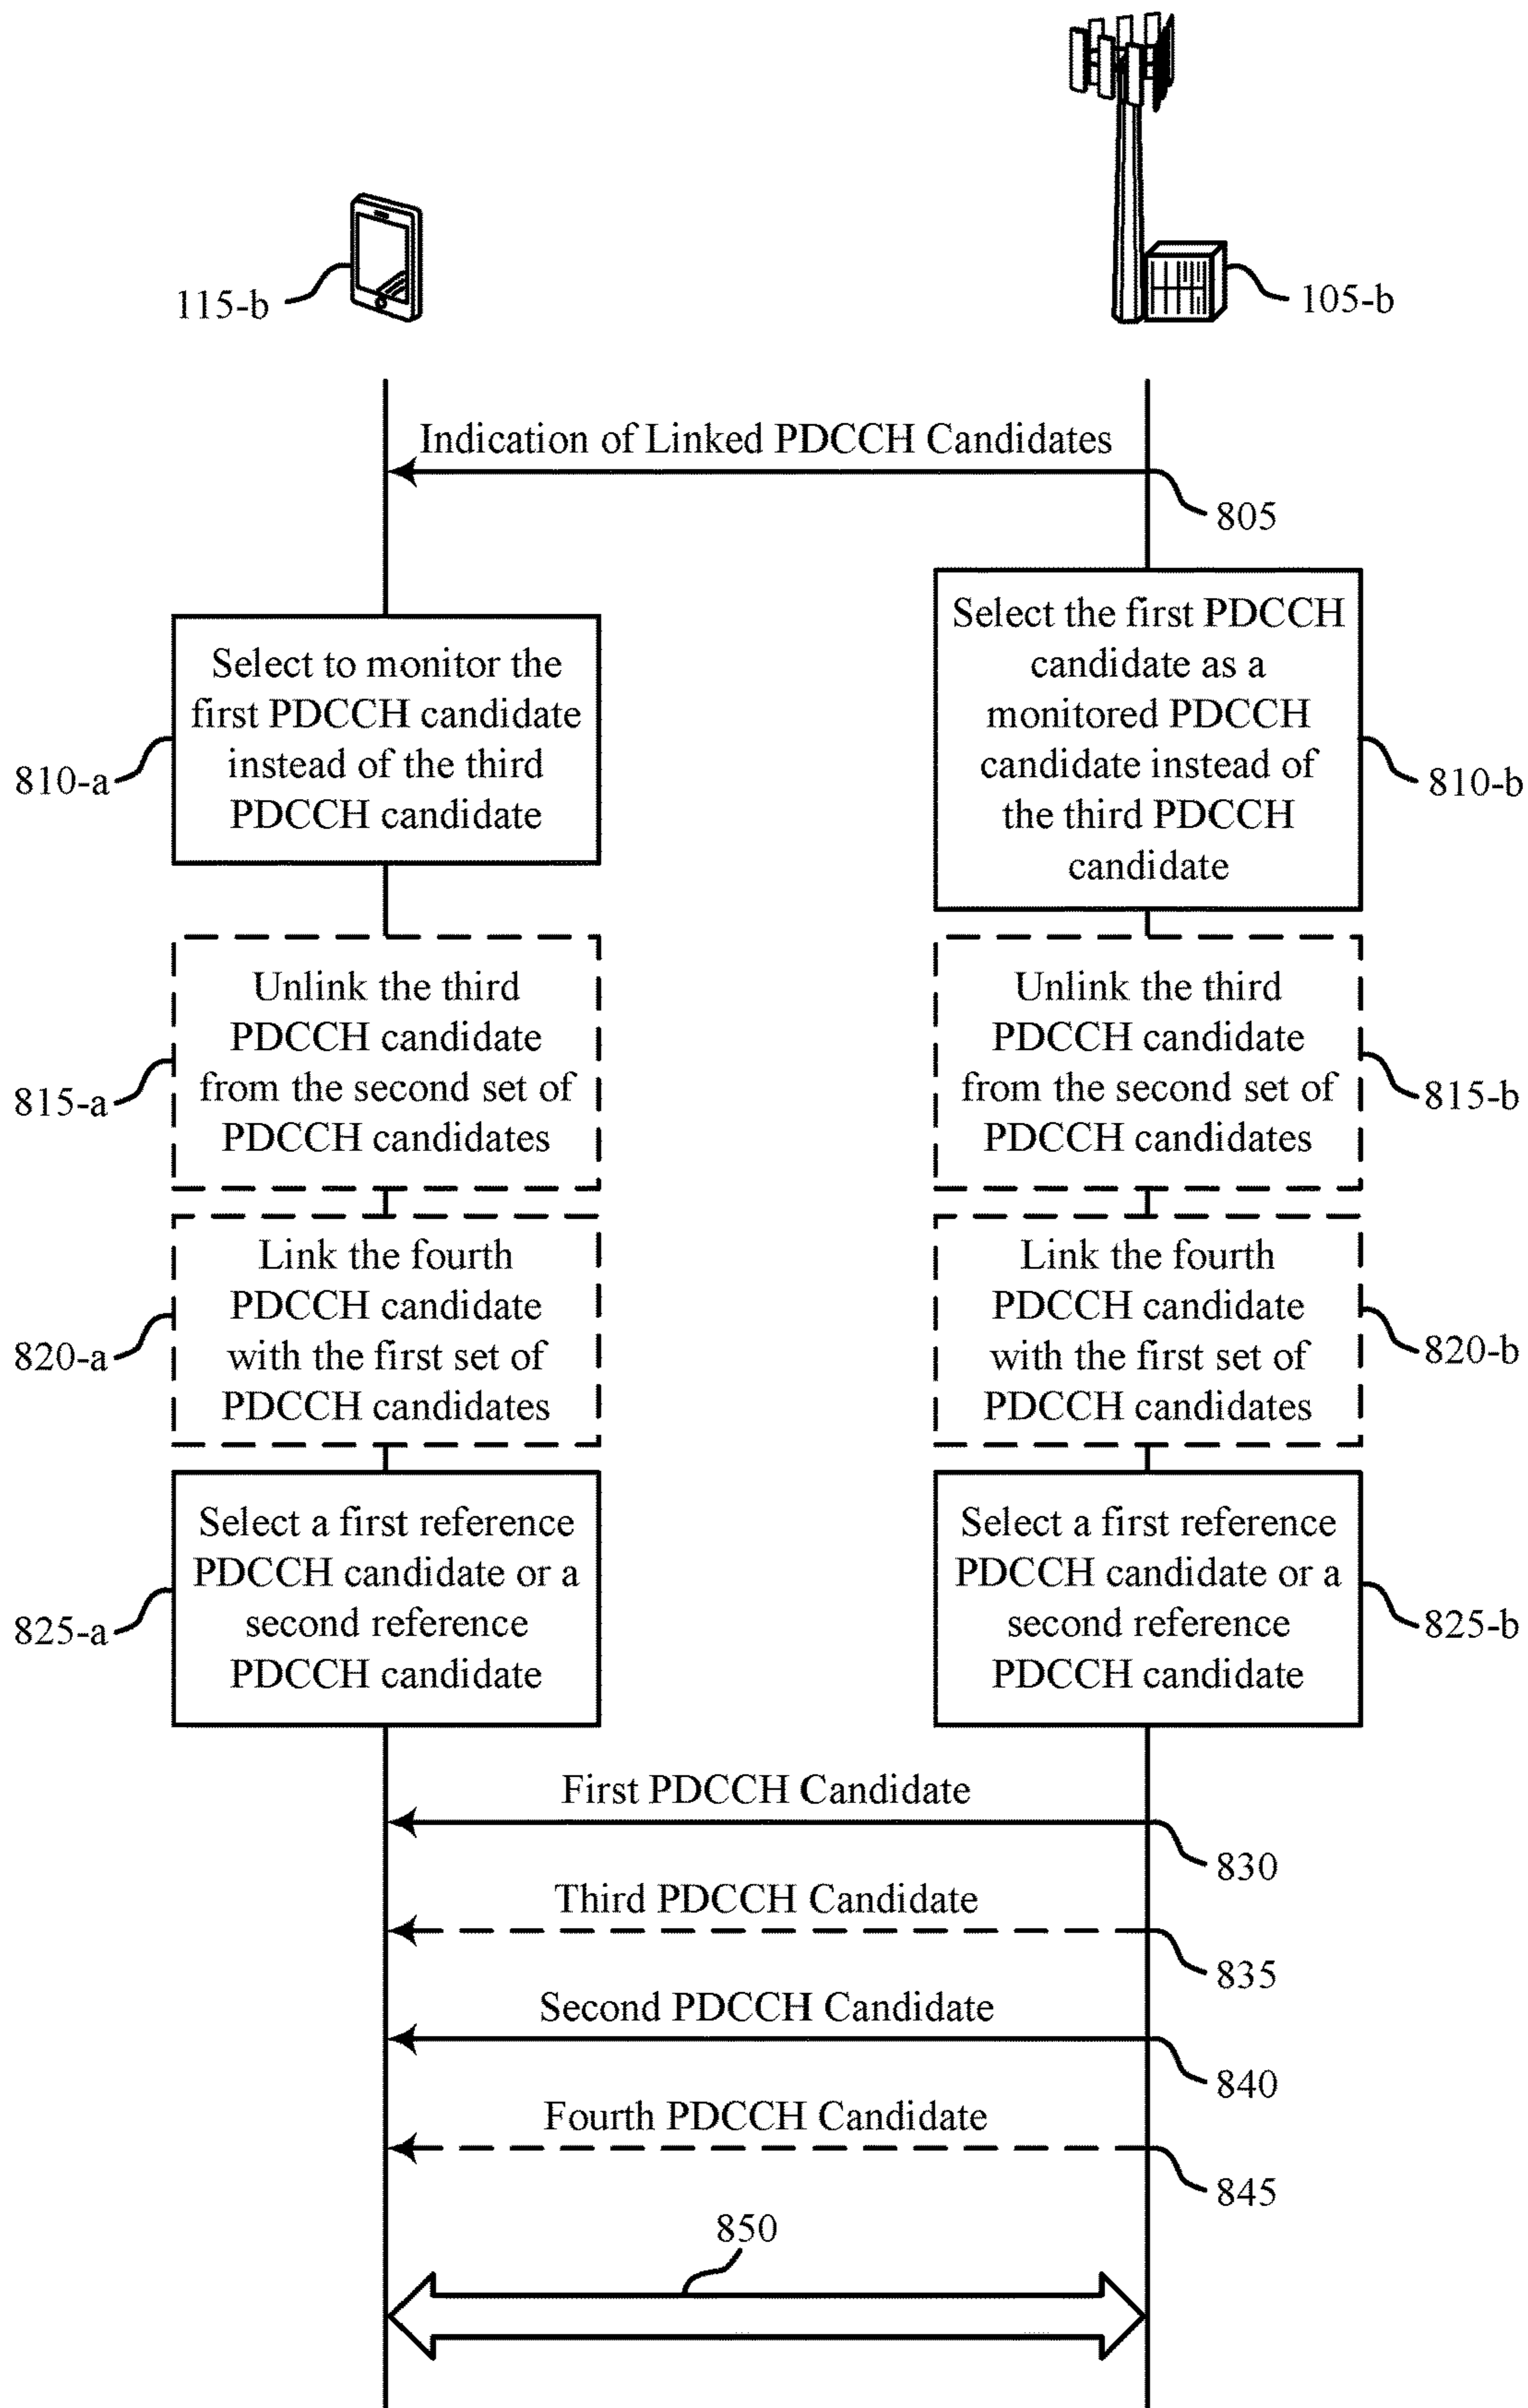 115-b
105-b
Indication of Linked PDCCH Candidates
805
Select to monitor the
first PDCCH candidate
instead of the third
PDCCH candidate
810-a
Select the first PDCCH
candidate as a
monitored PDCCH
candidate instead of
the third PDCCH
candidate
810-b
Unlink the third
PDCCH candidate
from the second set of
PDCCH candidates
815-a
Unlink the third
PDCCH candidate
from the second set of
PDCCH candidates
815-b
Link the fourth
PDCCH candidate
with the first set of
PDCCH candidates
820-a
Link the fourth
PDCCH candidate
with the first set of
PDCCH candidates
820-b
Select a first reference
PDCCH candidate or a
second reference
PDCCH candidate
825-a
Select a first reference
PDCCH candidate or a
second reference
PDCCH candidate
825-b
First PDCCH Candidate
830
Third PDCCH Candidate
835
Second PDCCH Candidate
840
Fourth PDCCH Candidate
845
850